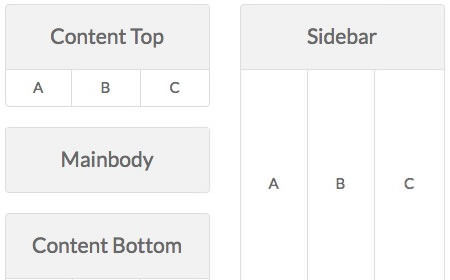 Content Top
A B C
Mainbody
Content Bottom
Sidebar
A B C